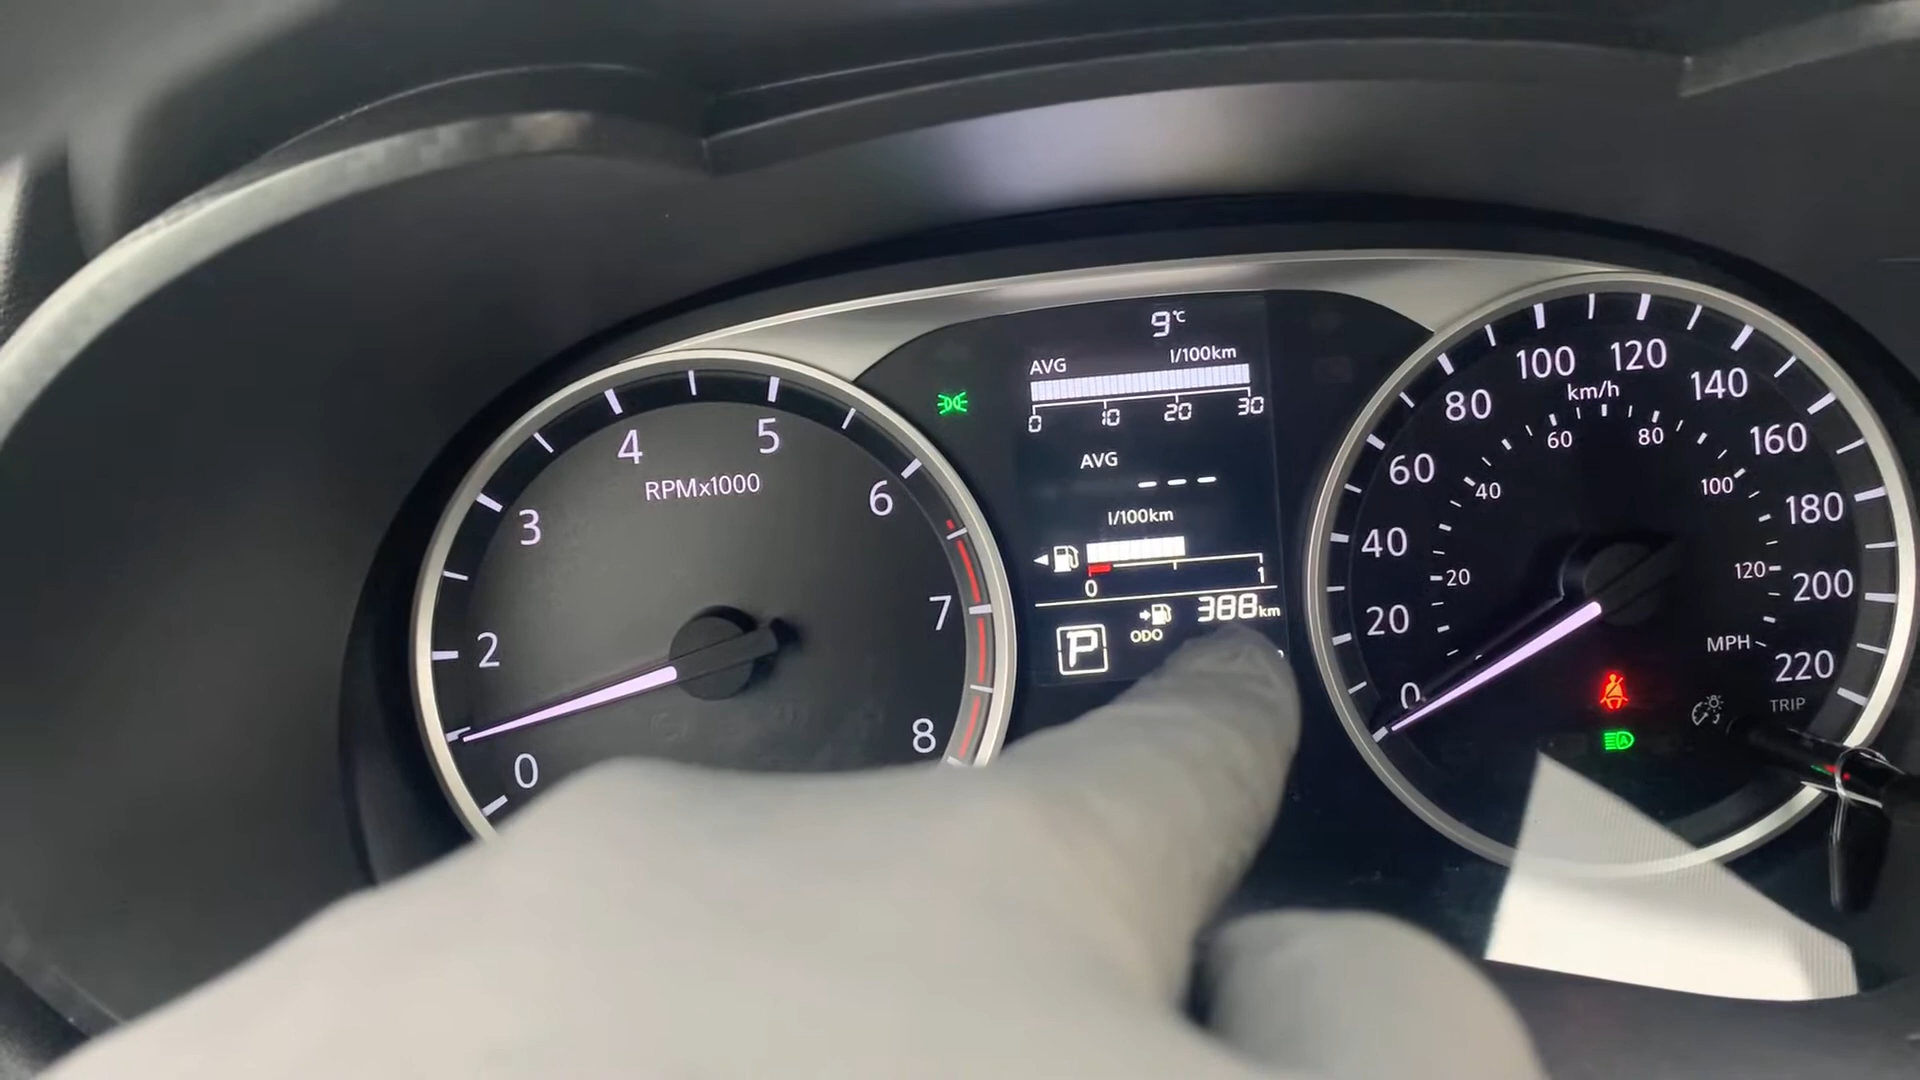 9℃
AVG l/100km
0 10 20 30
AVG
---
l/100km
0 1
388km
ODO
P
RPMx1000
0
2
3
4
5
6
7
8
km/h
0
20
40
60
80
100
120
140
160
180
200
220
20
40
60
80
100
120
MPH
TRIP
A